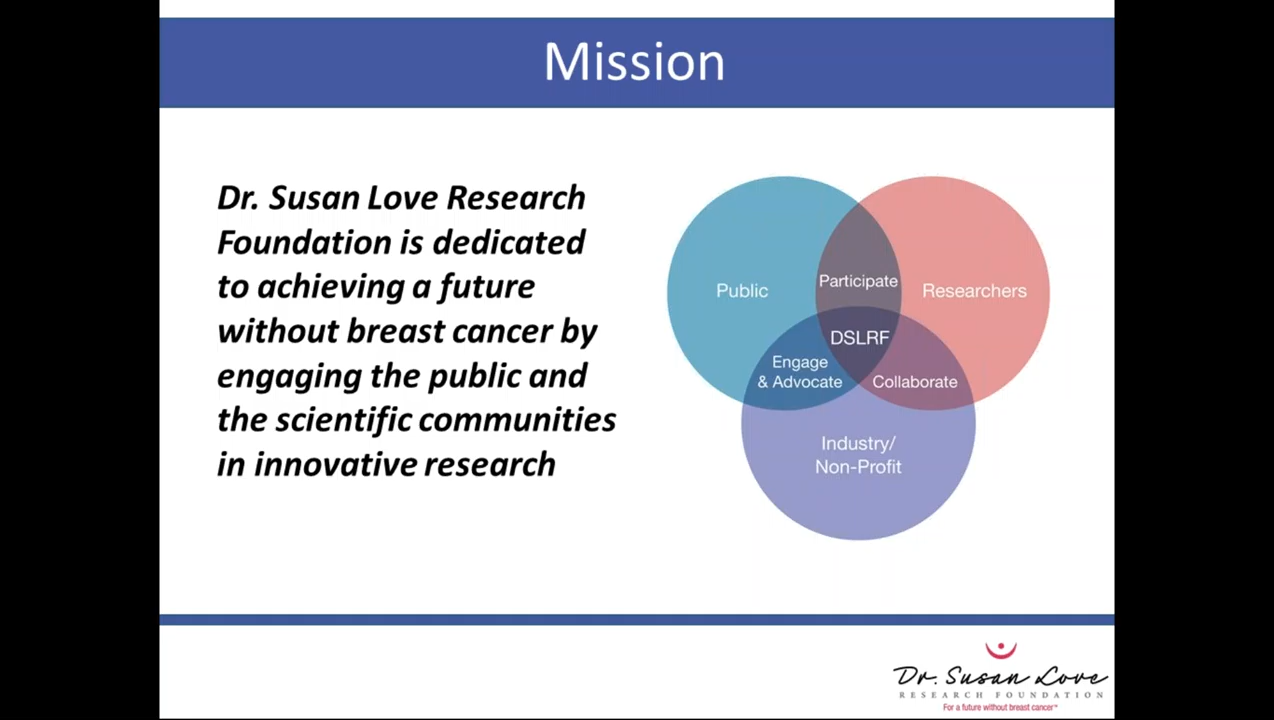 Mission
Dr. Susan Love Research
Foundation is dedicated
to achieving a future
without breast cancer by
engaging the public and
the scientific communities
in innovative research
Public
Participate
Researchers
DSLRF
Engage
& Advocate
Collaborate
Industry/
Non-Profit
Dr. Susan Love
RESEARCH FOUNDATION
For a future without breast cancer™